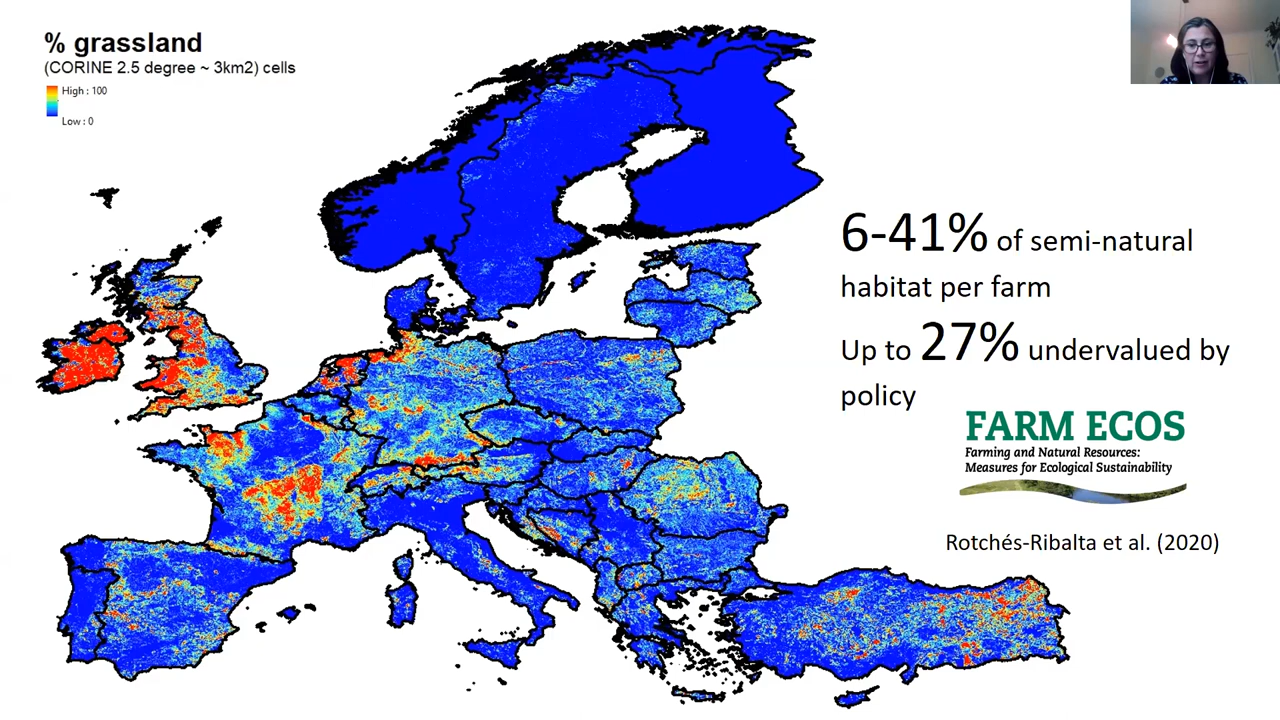 % grassland
(CORINE 2.5 degree ~ 3km2) cells
High : 100
Low : 0
6-41% of semi-natural
habitat per farm
Up to 27% undervalued by
policy
FARM ECOS
Farming and Natural Resources:
Measures for Ecological Sustainability
Rotchés-Ribalta et al. (2020)